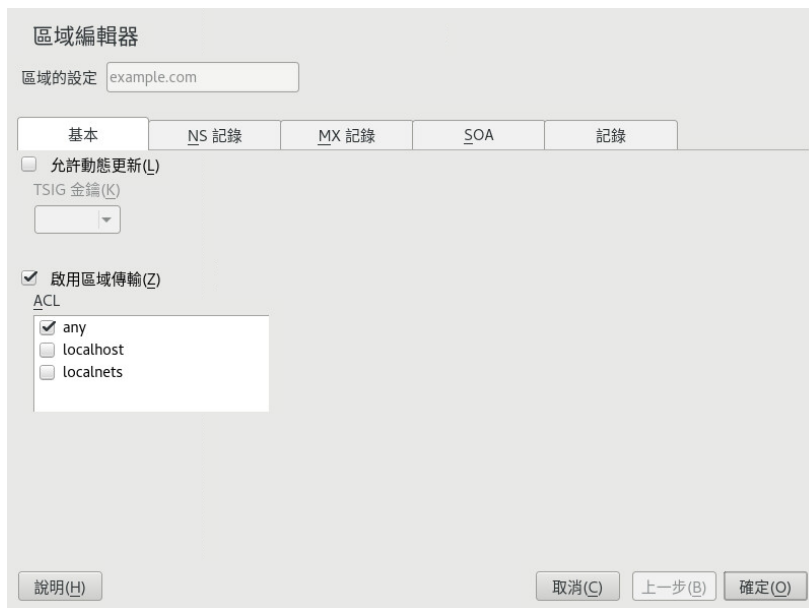 區域編輯器
區域的設定 example.com
基本 NS 記錄 MX 記錄 SOA 記錄
允許動態更新(L)
TSIG 金鑰(K)
啟用區域傳輸(Z)
ACL
any
localhost
localnets
說明(H) 取消(C) 上一步(B) 確定(O)